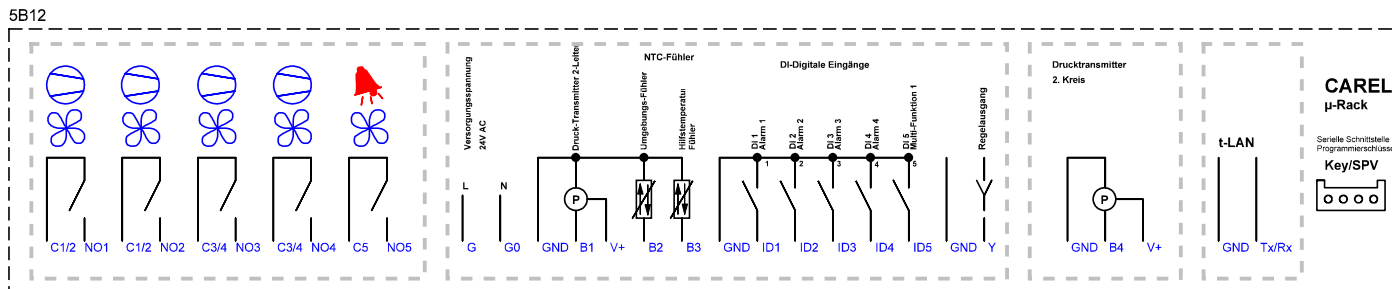 5B12
NTC-Fühler
DI-Digitale Eingänge
Drucktransmitter
2. Kreis
CAREL
µ-Rack
Versorgungsspannung
24V AC
Druck-Transmitter 2-Leiter
Umgebungs-Fühler
Hilfstemperatur
Fühler
DI 1
Alarm 1
DI 2
Alarm 2
DI 3
Alarm 3
DI 4
Alarm 4
DI 5
Multi-Funktion 1
Regelausgang
t-LAN
Serielle Schnittstelle
Programmierschlüssel
Key/SPV
1
2
3
4
5
L
N
P
P
C1/2 NO1
C1/2 NO2
C3/4 NO3
C3/4 NO4
C5 NO5
G G0
GND B1 V+
B2 B3
GND ID1 ID2 ID3 ID4 ID5
GND Y
GND B4 V+
GND Tx/Rx